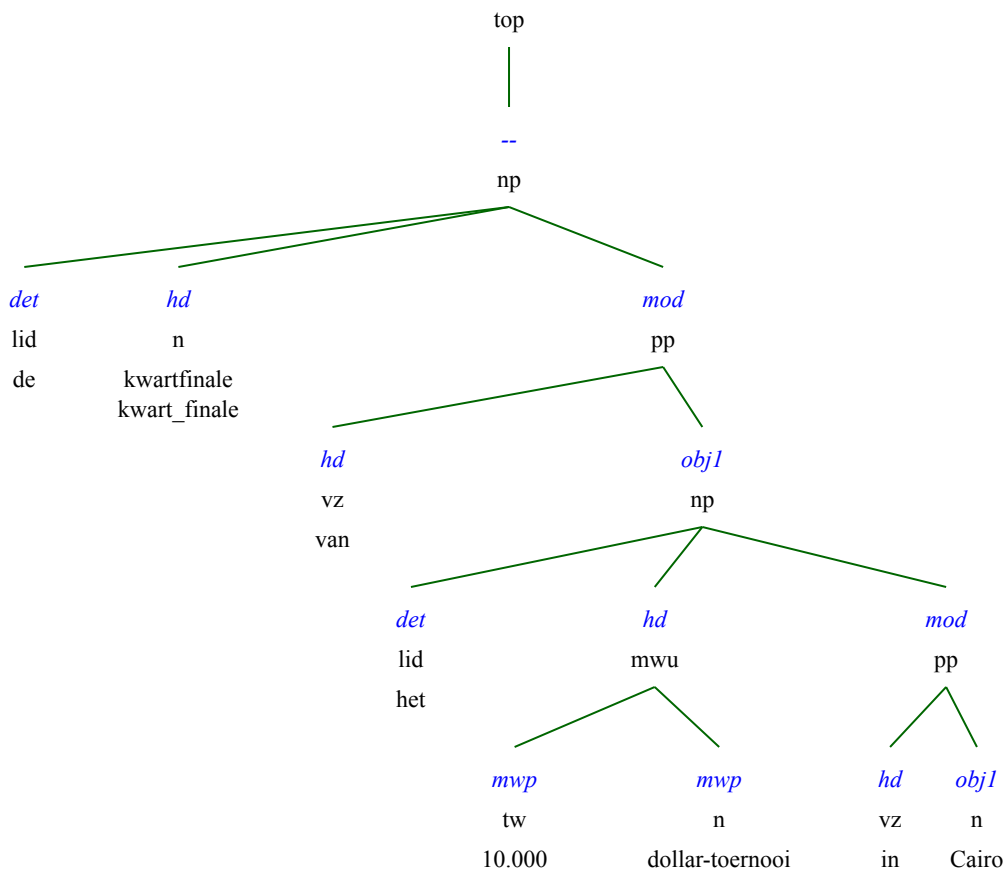 top
--
np
det hd mod
lid n pp
de kwartfinale
kwart_finale
hd obj1
vz np
van
det hd mod
lid mwu pp
het
mwp mwp hd obj1
tw n vz n
10.000 dollar-toernooi in Cairo